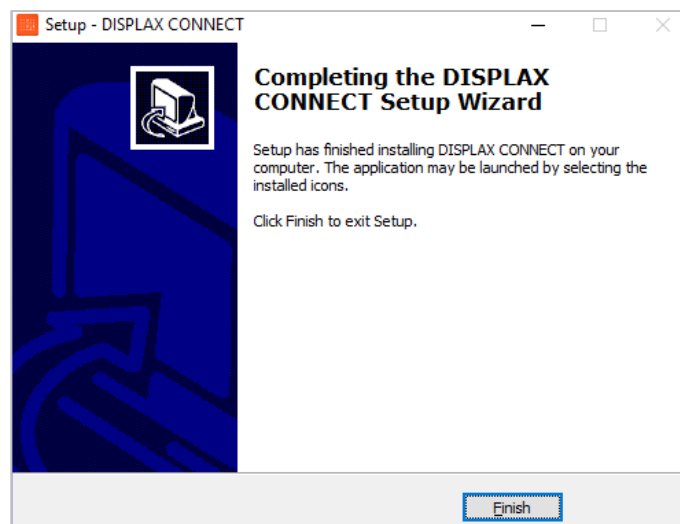 Setup - DISPLAX CONNECT
Completing the DISPLAX
CONNECT Setup Wizard
Setup has finished installing DISPLAX CONNECT on your
computer. The application may be launched by selecting the
installed icons.
Click Finish to exit Setup.
Finish